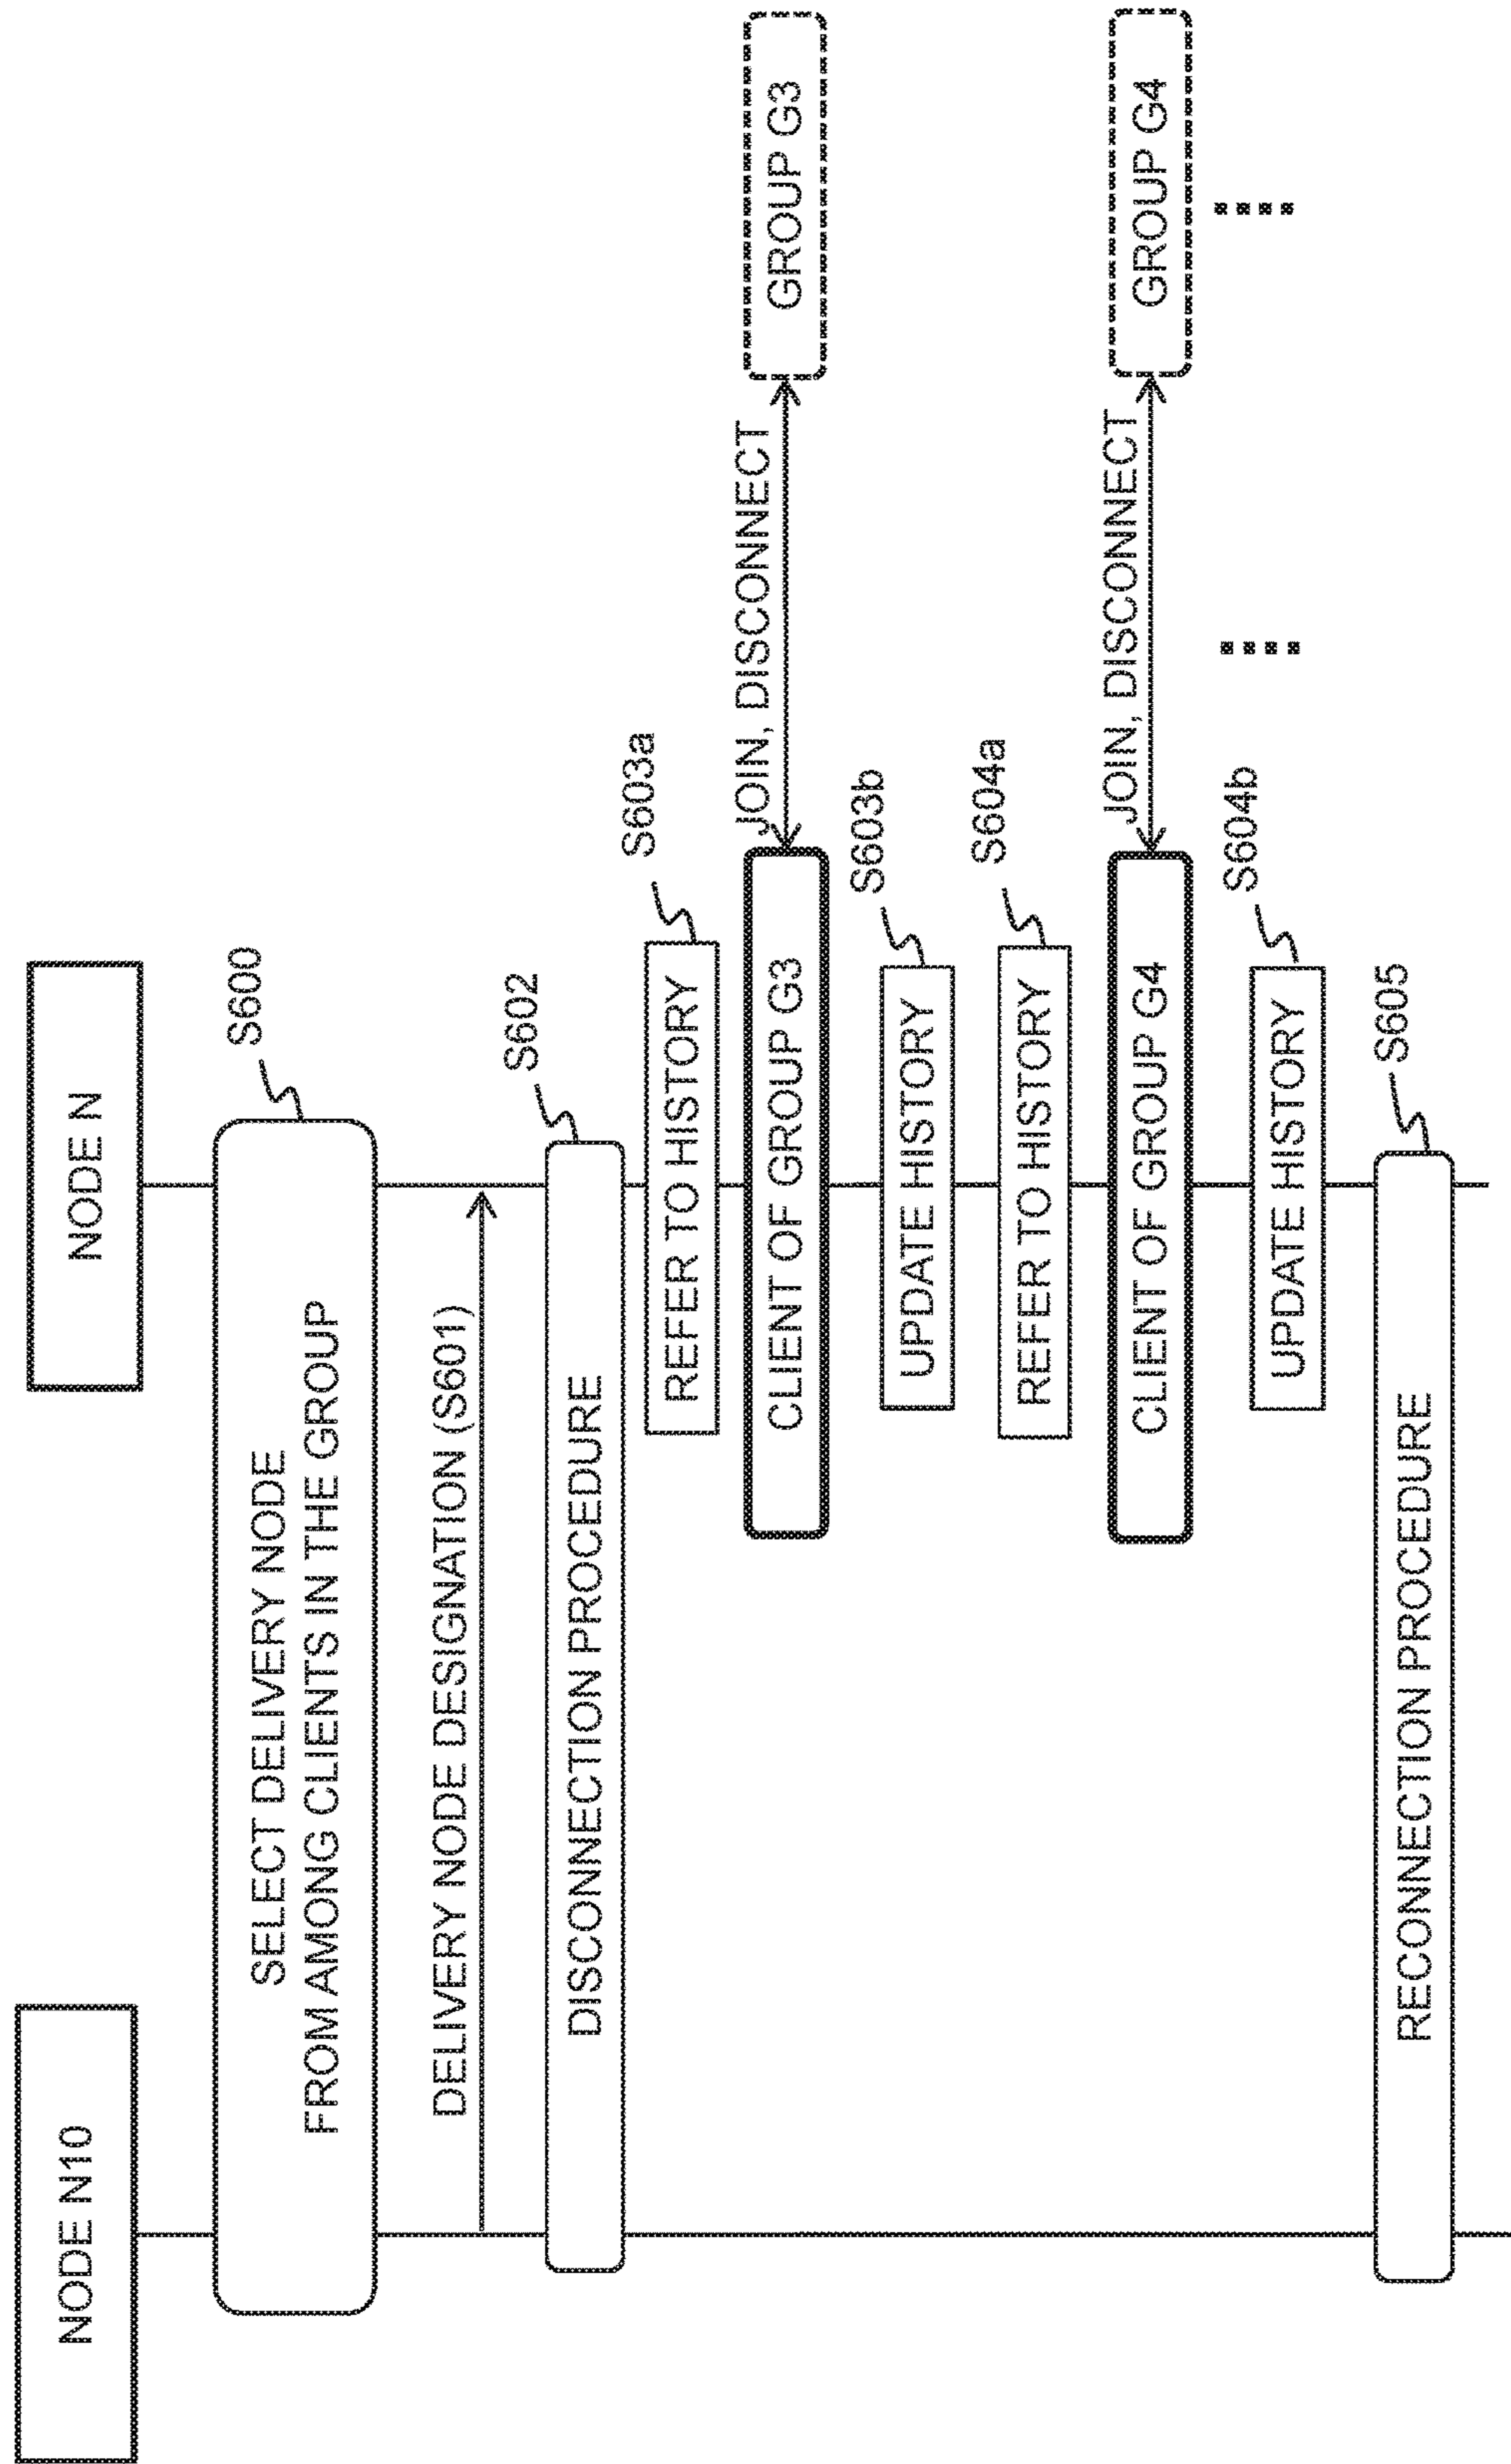 NODE N10
NODE N
S600
SELECT DELIVERY NODE
FROM AMONG CLIENTS IN THE GROUP
DELIVERY NODE DESIGNATION (S601)
S602
DISCONNECTION PROCEDURE
S603a
REFER TO HISTORY
JOIN, DISCONNECT
CLIENT OF GROUP G3
GROUP G3
S603b
UPDATE HISTORY
S604a
REFER TO HISTORY
JOIN, DISCONNECT
CLIENT OF GROUP G4
GROUP G4
S604b
UPDATE HISTORY
S605
RECONNECTION PROCEDURE